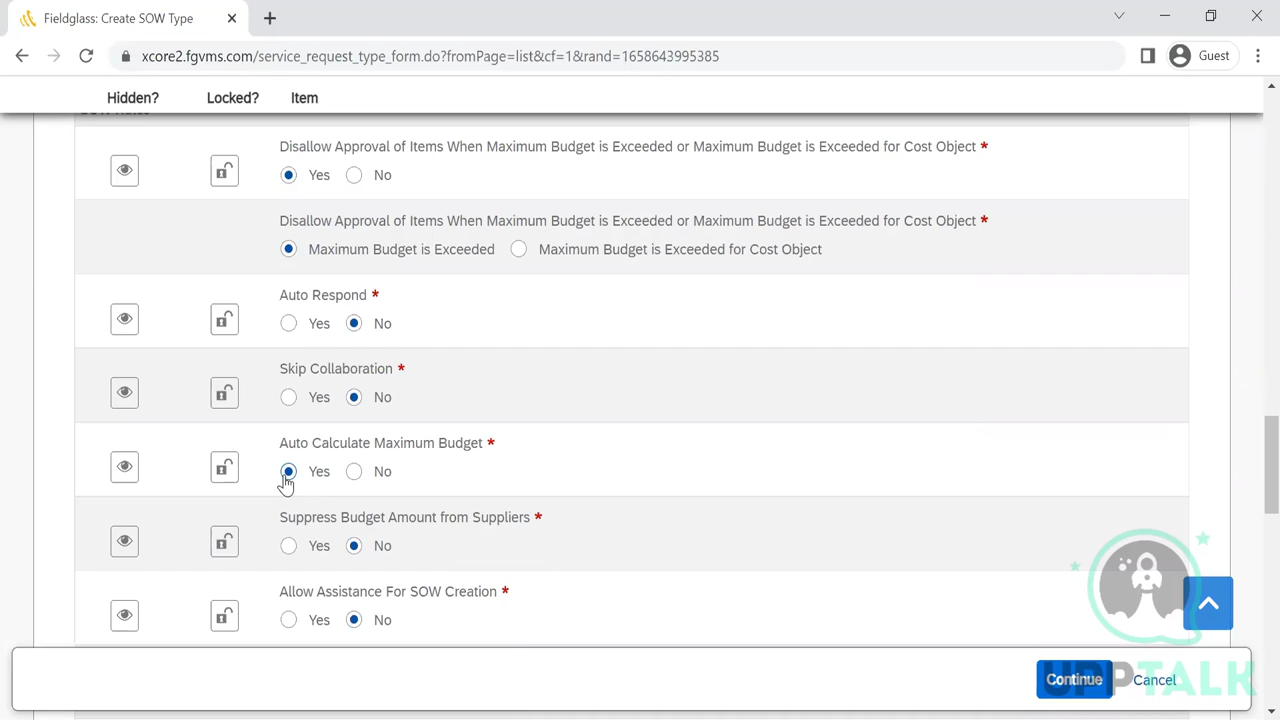 Fieldglass: Create SOW Type
xcore2.fgvms.com/service_request_type_form.do?fromPage=list&cf=1&rand=1658643995385
Guest
Hidden? Locked? Item
Disallow Approval of Items When Maximum Budget is Exceeded or Maximum Budget is Exceeded for Cost Object *
Yes No
Disallow Approval of Items When Maximum Budget is Exceeded or Maximum Budget is Exceeded for Cost Object *
Maximum Budget is Exceeded Maximum Budget is Exceeded for Cost Object
Auto Respond *
Yes No
Skip Collaboration *
Yes No
Auto Calculate Maximum Budget *
Yes No
Suppress Budget Amount from Suppliers *
Yes No
Allow Assistance For SOW Creation *
Yes No
Continue Cancel
UPPTALK